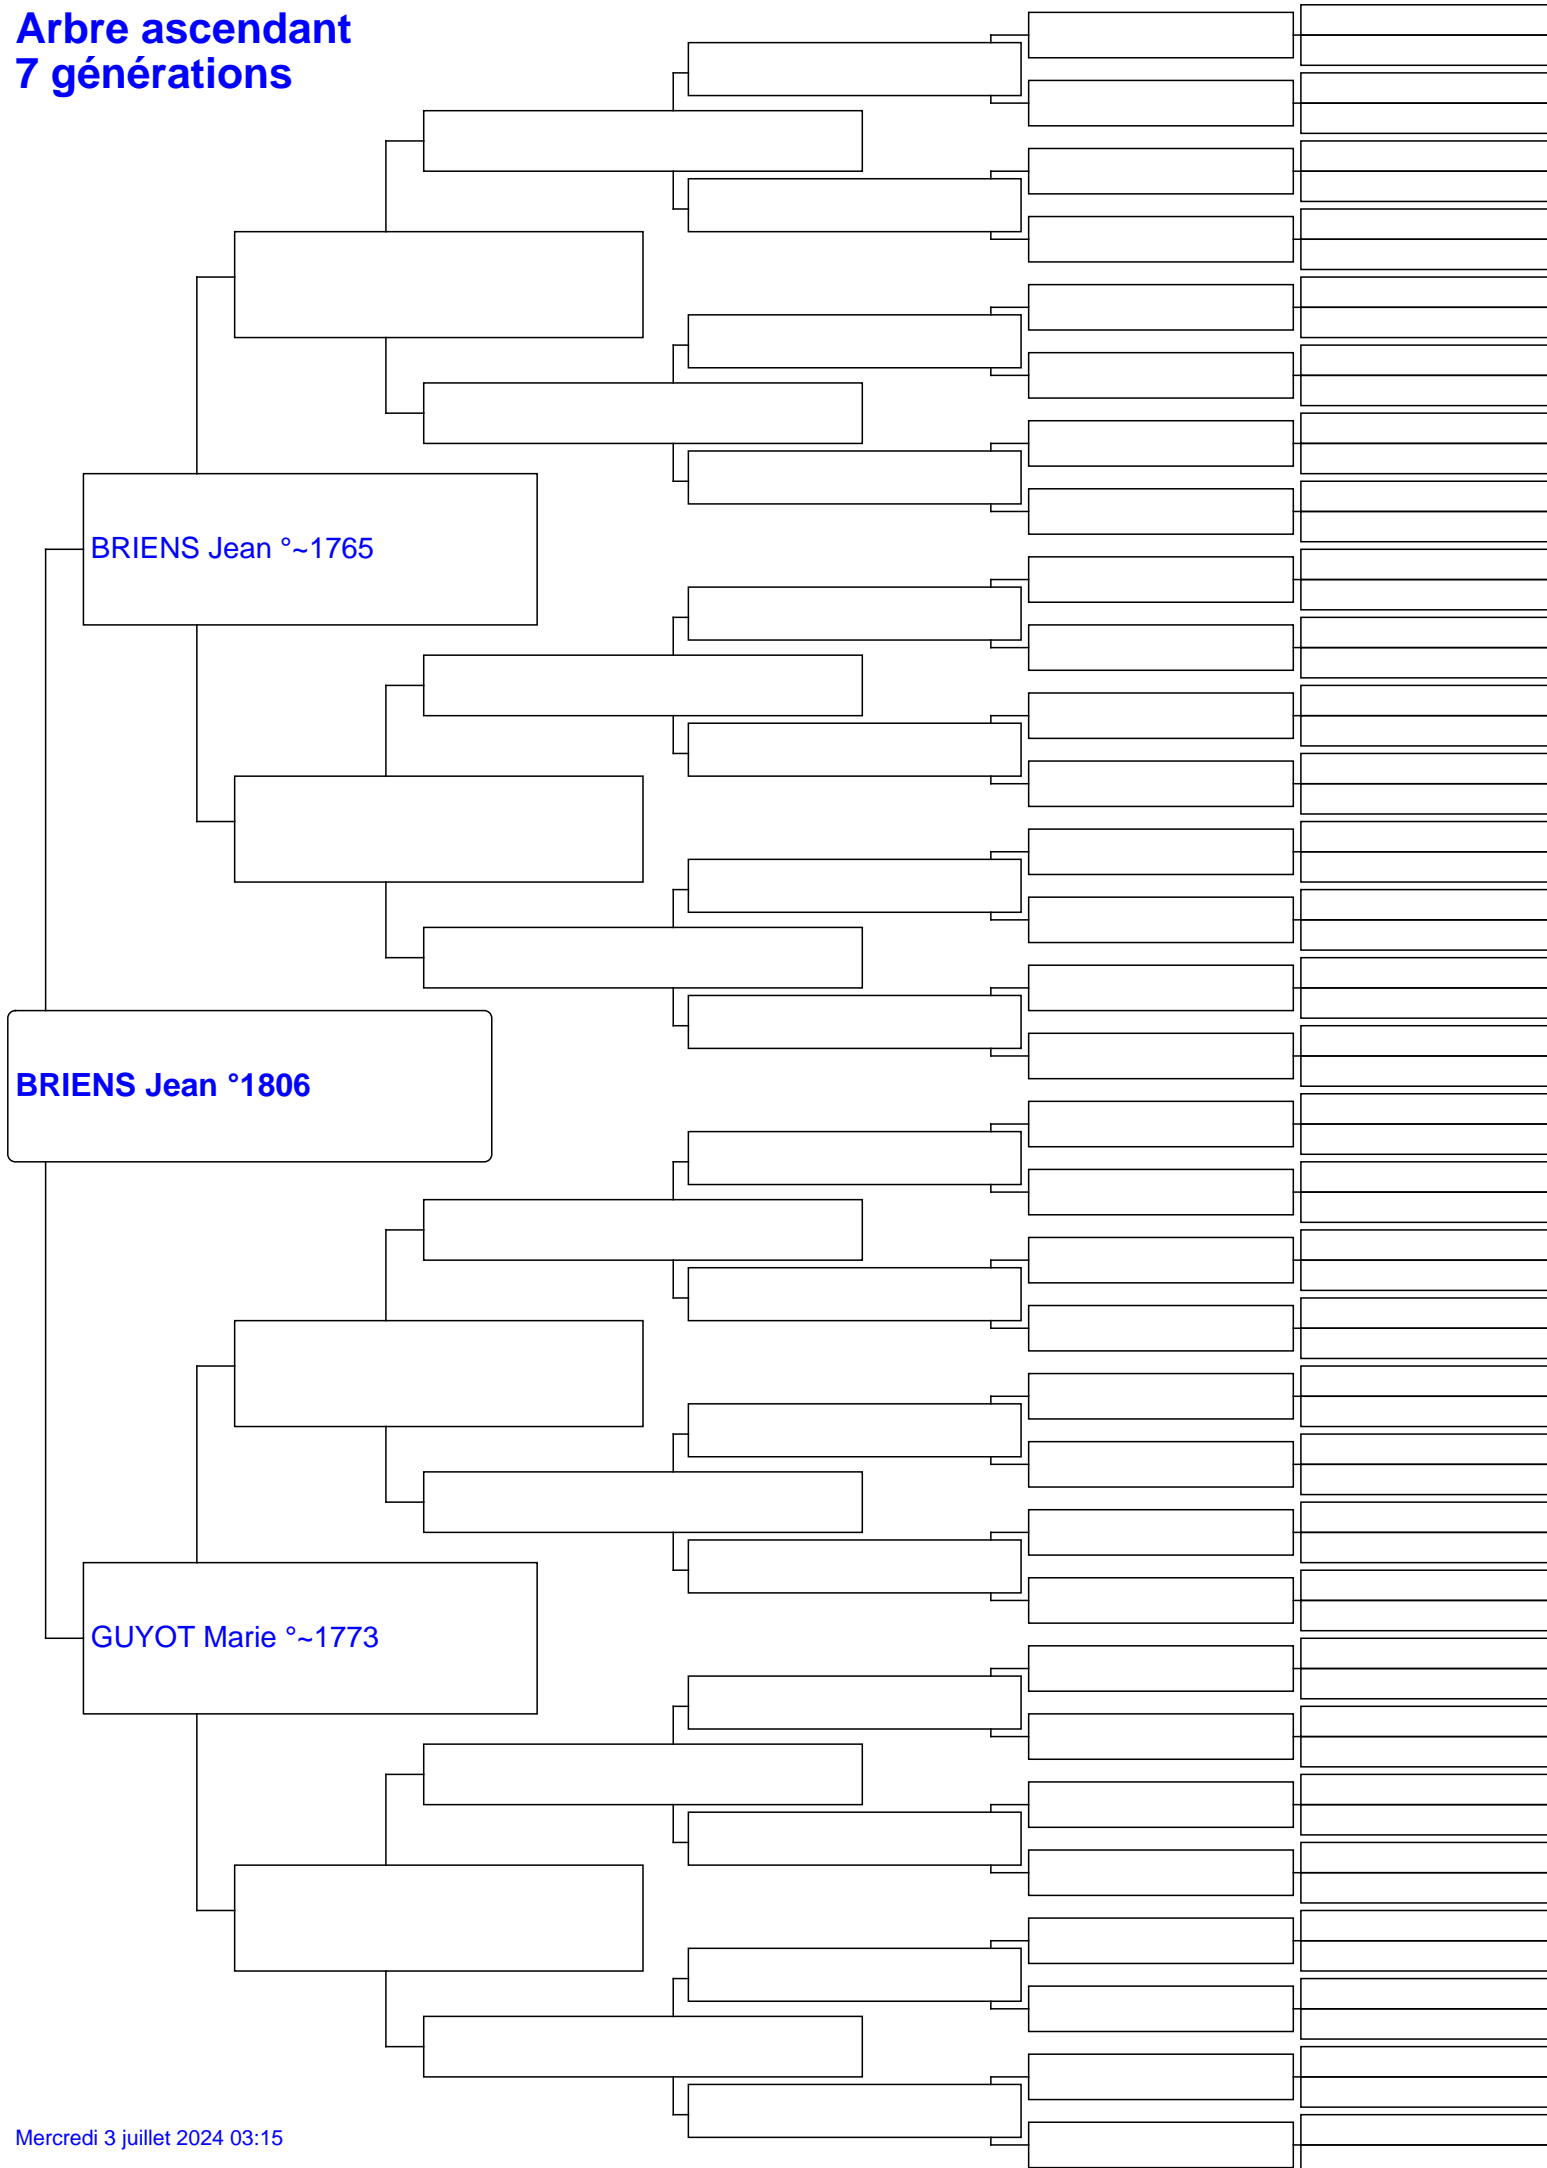 Arbre ascendant
7 générations
BRIENS Jean °~1765
BRIENS Jean °1806
GUYOT Marie °~1773
Mercredi 3 juillet 2024 03:15